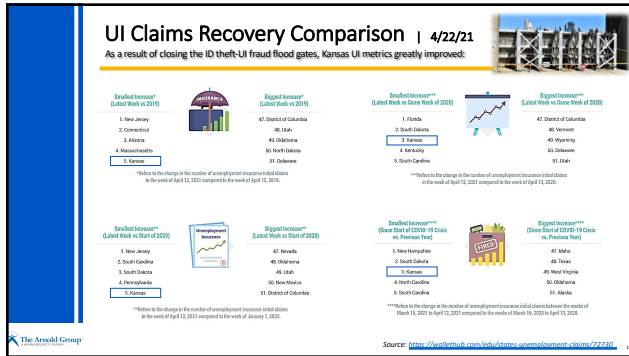 UI Claims Recovery Comparison | 4/22/21
As a result of closing the ID theft-UI fraud flood gates, Kansas UI metrics greatly improved:
Smallest Increase*
(Latest Week vs 2019)
1. New Jersey
2. Connecticut
3. Arizona
4. Massachusetts
5. Kansas
INSURANCE
Biggest Increase*
(Latest Week vs 2019)
47. District of Columbia
48. Utah
49. Oklahoma
50. North Dakota
51. Delaware
*Refers to the change in the number of unemployment insurance initial claims
in the week of April 12, 2021 compared to the week of April 15, 2019.
Smallest Increase***
(Latest Week vs Same Week of 2020)
1. Florida
2. South Dakota
3. Kansas
4. Kentucky
5. South Carolina
Biggest Increase***
(Latest Week vs Same Week of 2020)
47. District of Columbia
48. Vermont
49. Wyoming
50. Delaware
51. Utah
***Refers to the change in the number of unemployment insurance initial claims
in the week of April 12, 2021 compared to the week of April 13, 2020.
Smallest Increase**
(Latest Week vs Start of 2020)
1. New Jersey
2. South Carolina
3. South Dakota
4. Pennsylvania
5. Kansas
Unemployment
Insurance
Biggest Increase**
(Latest Week vs Start of 2020)
47. Nevada
48. Oklahoma
49. Utah
50. New Mexico
51. District of Columbia
**Refers to the change in the number of unemployment insurance initial claims
in the week of April 12, 2021 compared to the week of January 1, 2020.
Smallest Increase****
(Since Start of COVID-19 Crisis
vs. Previous Year)
1. New Hampshire
2. South Dakota
3. Kansas
4. North Carolina
5. South Carolina
FIRED
Biggest Increase****
(Since Start of COVID-19 Crisis
vs. Previous Year)
47. Idaho
48. Texas
49. West Virginia
50. Oklahoma
51. Alaska
****Refers to the change in the number of unemployment insurance initial claims between the weeks of
March 15, 2021 to April 12, 2021 compared to the weeks of March 16, 2020 to April 13, 2020.
The Arnold Group
Source: https://wallethub.com/edu/states-unemployment-claims/72730
1